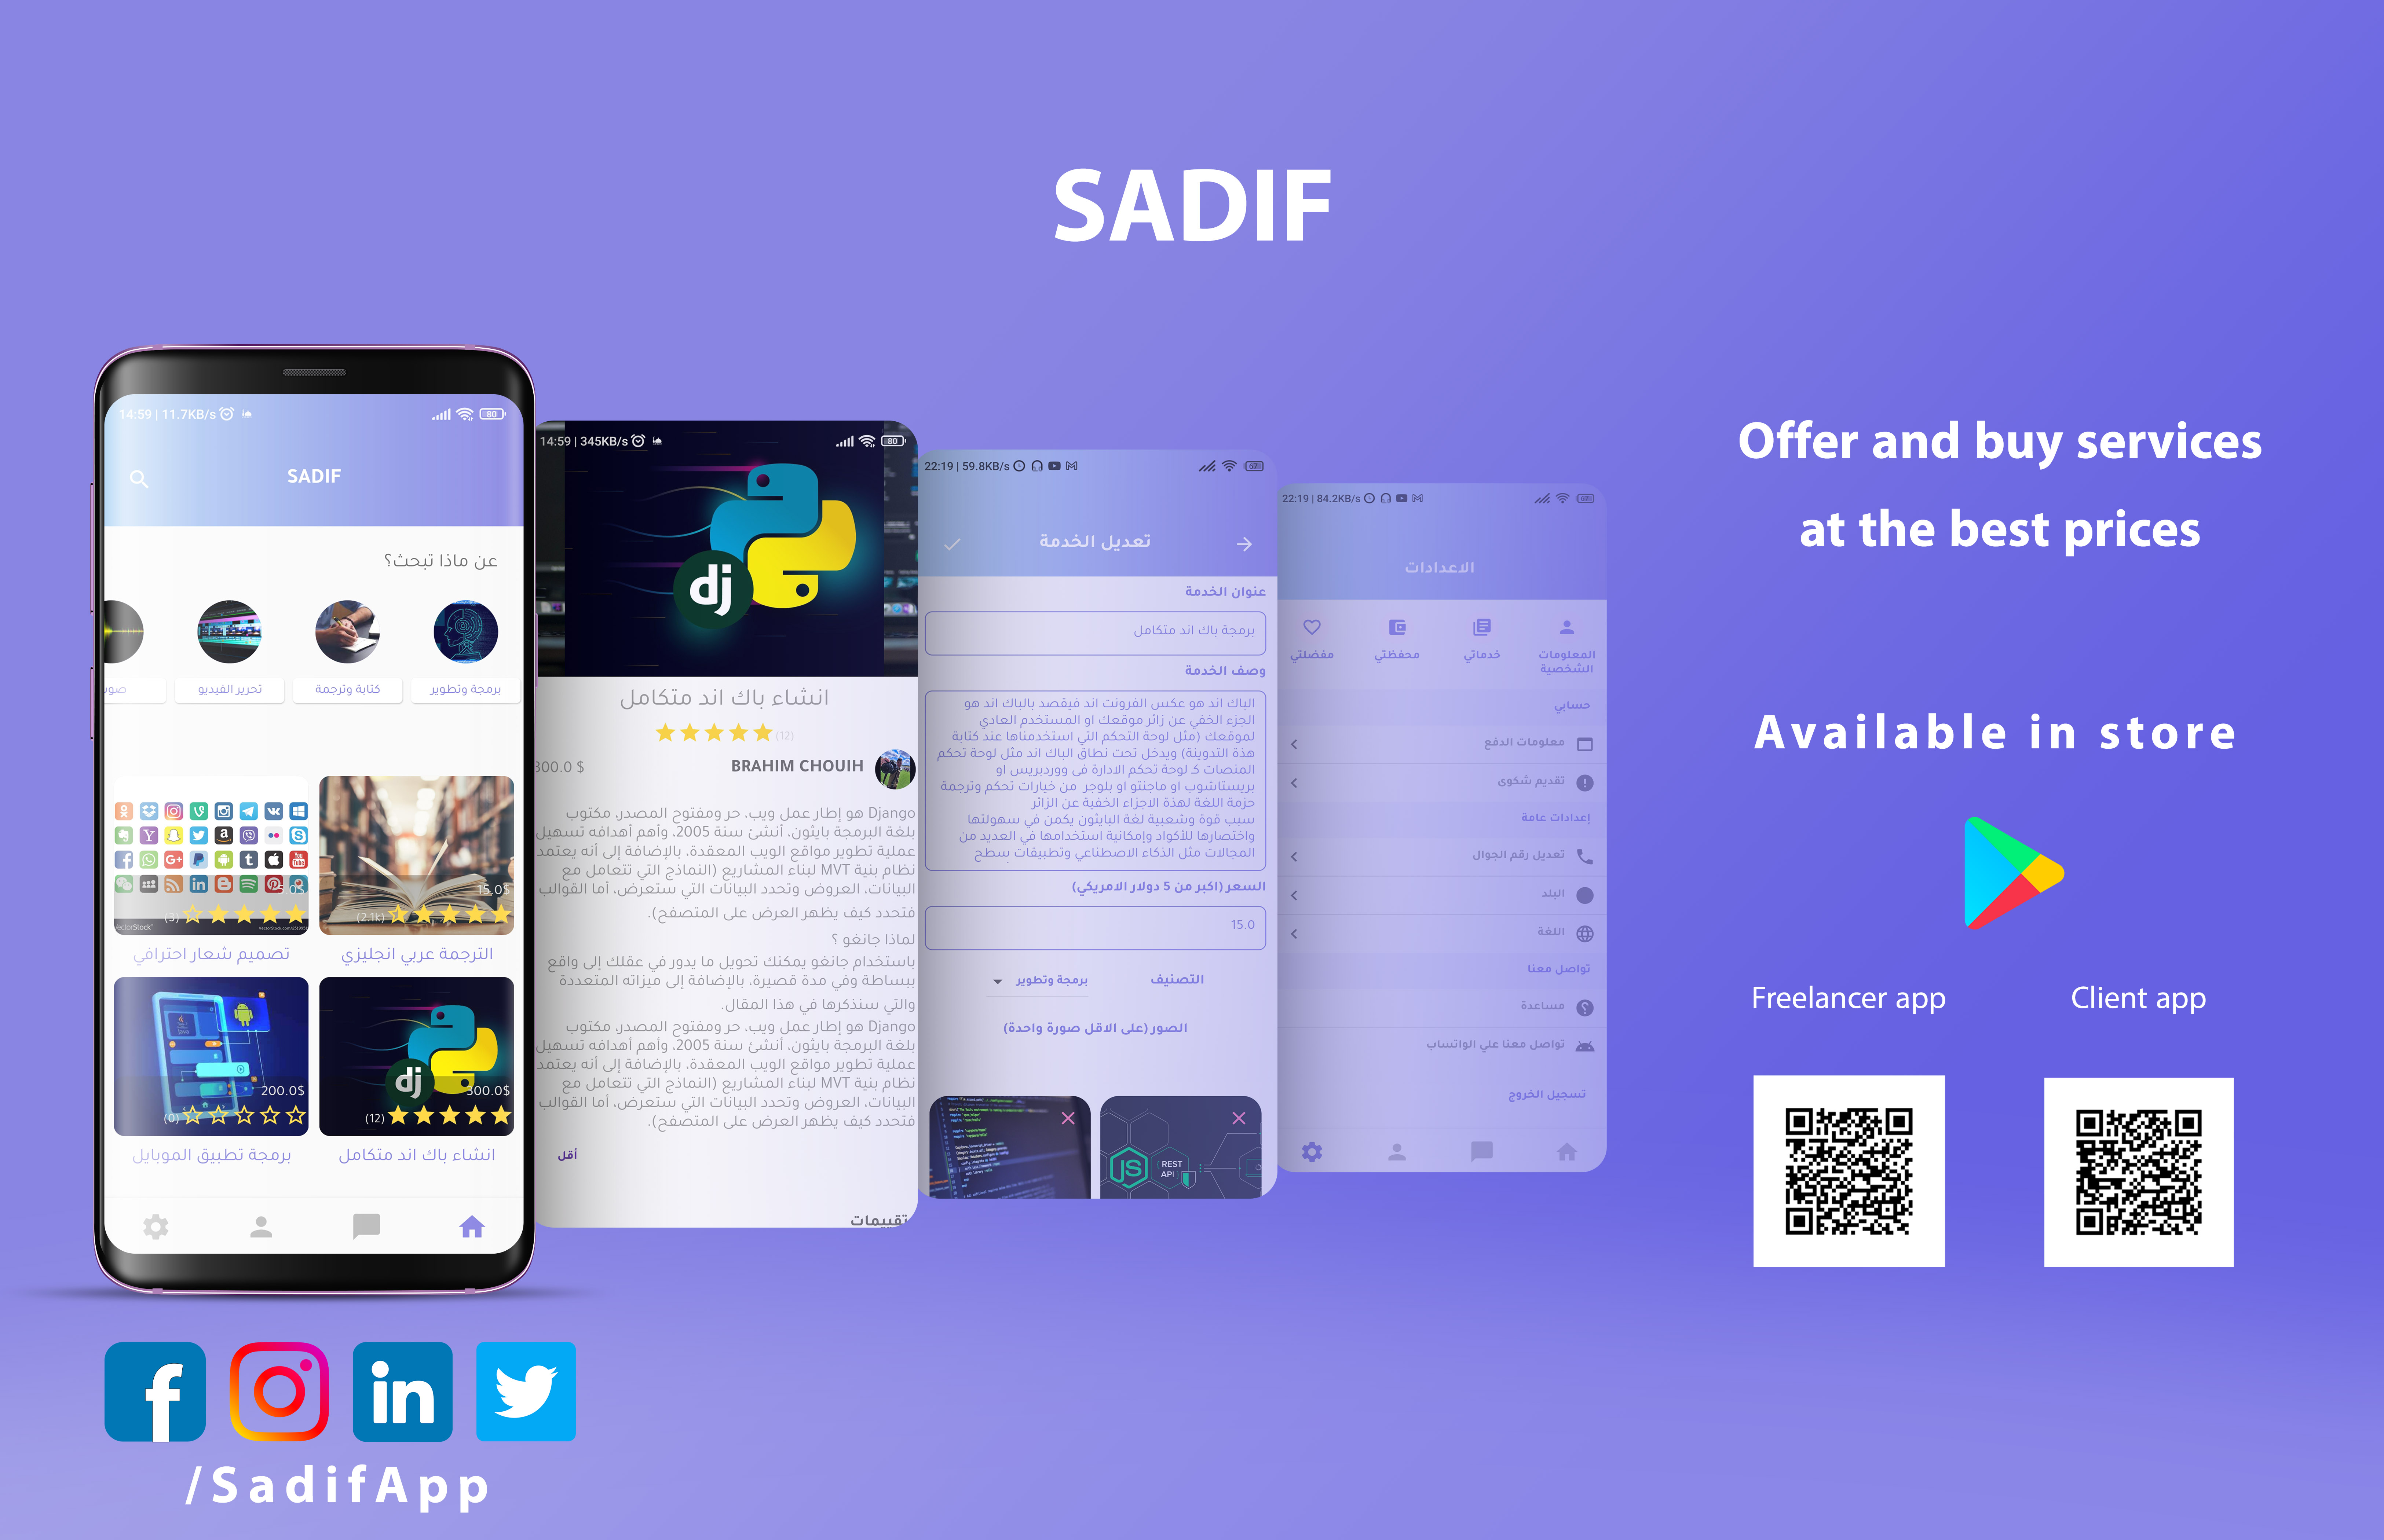 SADIF
14:59 | 11.7KB/s
80
SADIF
عن ماذا تبحث؟
برمجة وتطوير
كتابة وترجمة
تحرير الفيديو
صوت
15.0$
(2.1k)
5.0$
(3)
VectorStock
الترجمة عربي انجليزي
تصميم شعار احترافي
300.0$
(12)
200.0$
(0)
انشاء باك اند متكامل
برمجة تطبيق الموبايل
14:59 | 345KB/s
80
dj
انشاء باك اند متكامل
(12)
BRAHIM CHOUIH
300.0 $
Django هو إطار عمل ويب، حر ومفتوح المصدر، مكتوب
بلغة البرمجة بايثون، أنشئ سنة 2005، وأهم أهدافه تسهيل
عملية تطوير مواقع الويب المعقدة، بالإضافة إلى أنه يعتمد
نظام بنية MVT لبناء المشاريع (النماذج التي تتعامل مع
البيانات، العروض وتحدد البيانات التي ستعرض، أما القوالب
فتحدد كيف يظهر العرض على المتصفح).
لماذا جانغو ؟
باستخدام جانغو يمكنك تحويل ما يدور في عقلك إلى واقع
ببساطة وفي مدة قصيرة، بالإضافة إلى ميزاته المتعددة
والتي سنذكرها في هذا المقال.
Django هو إطار عمل ويب، حر ومفتوح المصدر، مكتوب
بلغة البرمجة بايثون، أنشئ سنة 2005، وأهم أهدافه تسهيل
عملية تطوير مواقع الويب المعقدة، بالإضافة إلى أنه يعتمد
نظام بنية MVT لبناء المشاريع (النماذج التي تتعامل مع
البيانات، العروض وتحدد البيانات التي ستعرض، أما القوالب
فتحدد كيف يظهر العرض على المتصفح).
أقل
تقييمات
22:19 | 59.8KB/s
تعديل الخدمة
عنوان الخدمة
برمجة باك اند متكامل
وصف الخدمة
الباك اند هو عكس الفرونت اند فيقصد بالباك اند هو
الجزء الخفي عن زائر موقعك او المستخدم العادي
لموقعك (مثل لوحة التحكم التي استخدمناها عند كتابة
هذة التدوينة) ويدخل تحت نطاق الباك اند مثل لوحة تحكم
المنصات كـ لوحة تحكم الادارة فى ووردبريس او
بريستاشوب او ماجنتو او بلوجر من خيارات تحكم وترجمة
حزمة اللغة لهذة الاجزاء الخفية عن الزائر
سبب قوة وشعبية لغة البايثون يكمن في سهولتها
واختصارها للأكواد وإمكانية استخدامها في العديد من
المجالات مثل الذكاء الاصطناعي وتطبيقات سطح
السعر (اكبر من 5 دولار الامريكي)
15.0
التصنيف
برمجة وتطوير
الصور (على الاقل صورة واحدة)
JS
REST
API
22:19 | 84.2KB/s
الاعدادات
المعلومات
الشخصية
خدماتي
محفظتي
مفضلتي
حسابي
معلومات الدفع
تقديم شكوى
إعدادات عامة
تعديل رقم الجوال
البلد
اللغة
تواصل معنا
مساعدة
تواصل معنا علي الواتساب
تسجيل الخروج
Offer and buy services
at the best prices
Available in store
Freelancer app
Client app
/SadifApp